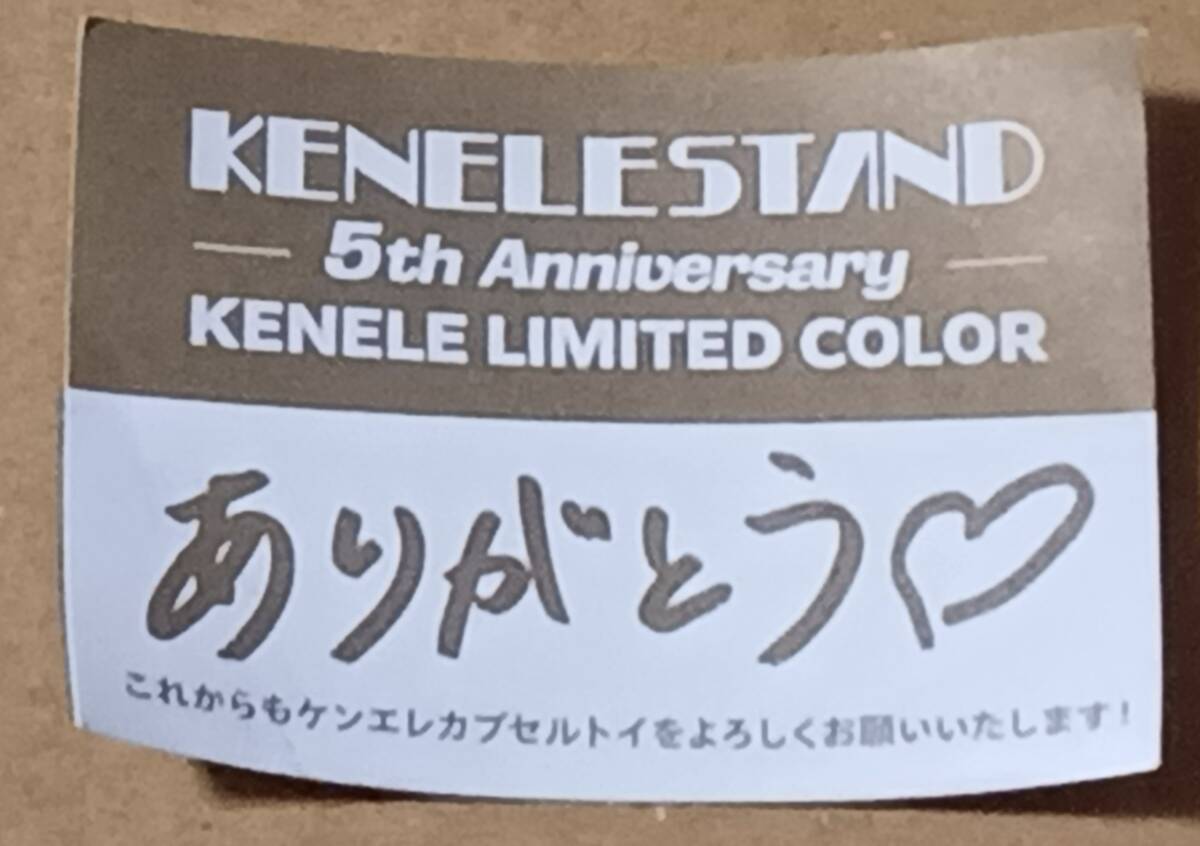 KENELESTAND
5th Anniversary
KENELE LIMITED COLOR
ありがとう♡
これからもケンエレカプセルトイをよろしくお願いいたします！